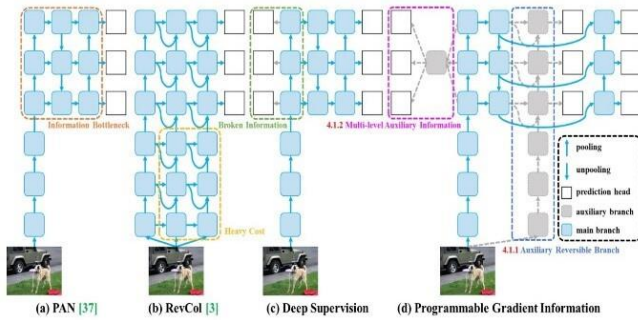 Information Bottleneck
Broken Information
4.1.2 Multi-level Auxiliary Information
Heavy Cost
pooling
unpooling
prediction head
auxiliary branch
main branch
4.1.1 Auxiliary Reversible Branch
(a) PAN [37]
(b) RevCol [3]
(c) Deep Supervision
(d) Programmable Gradient Information